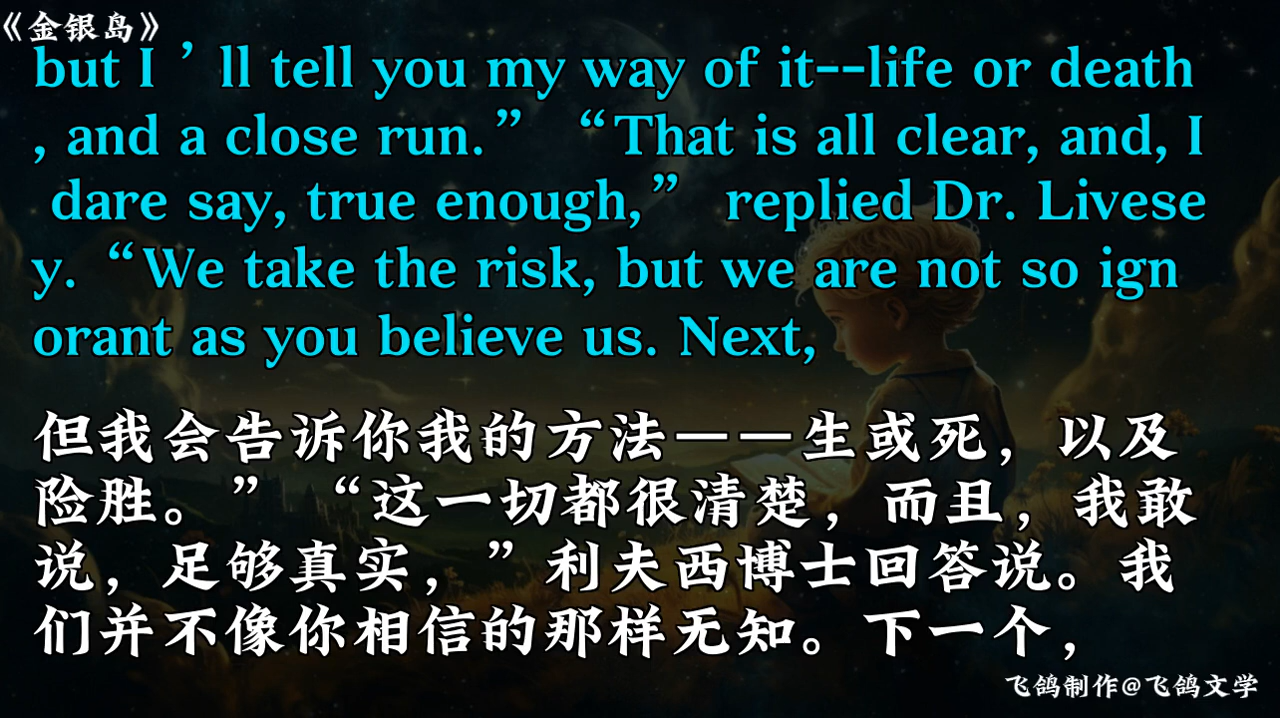 《金银岛》
but I ’ ll tell you my way of it--life or death
, and a close run.” “That is all clear, and, I
dare say, true enough,” replied Dr. Livese
y. “We take the risk, but we are not so ign
orant as you believe us. Next,
但我会告诉你我的方法——生或死，以及
险胜。” “这一切都很清楚，而且，我敢
说，足够真实，”利夫西博士回答说。我
们并不像你相信的那样无知。下一个，
飞鸽制作@飞鸽文学